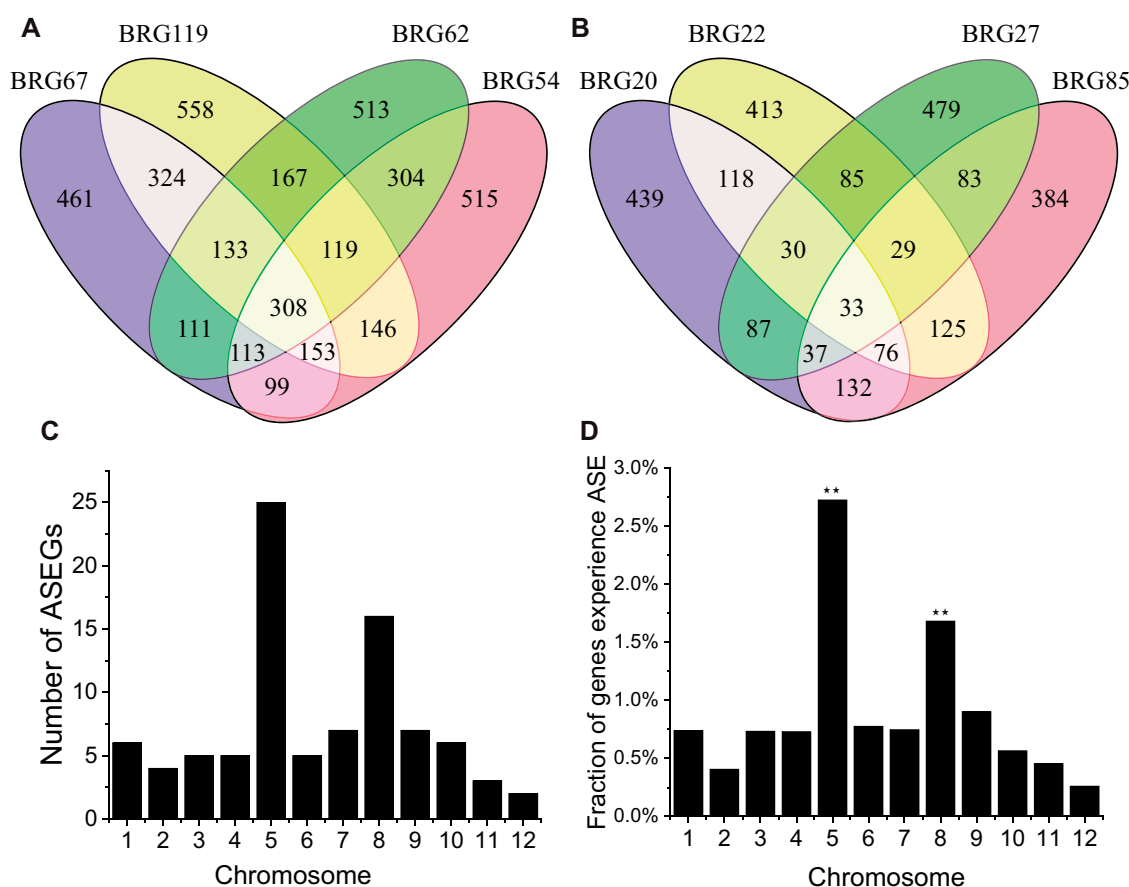 A
BRG119
BRG62
BRG67
BRG54
558
513
324
167
304
461
515
133
119
308
111
146
113
153
99
B
BRG22
BRG27
BRG20
BRG85
413
479
118
85
83
439
384
30
29
33
87
125
37
76
132
C
Number of ASEGs
25
20
15
10
5
0
1 2 3 4 5 6 7 8 9 10 11 12
Chromosome
D
Fraction of genes experience ASE
3.0%
2.5%
2.0%
1.5%
1.0%
0.5%
0.0%
★★
★★
1 2 3 4 5 6 7 8 9 10 11 12
Chromosome